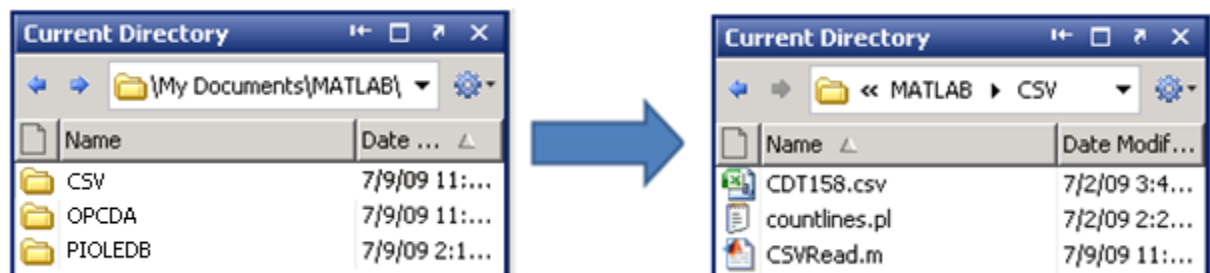 Current Directory
\My Documents\MATLAB\
Name Date ...
CSV 7/9/09 11:...
OPCDA 7/9/09 11:...
PIOLEDB 7/9/09 2:1...
Current Directory
« MATLAB ▸ CSV
Name Date Modif...
CDT158.csv 7/2/09 3:4...
countlines.pl 7/2/09 2:2...
CSVRead.m 7/9/09 11:...